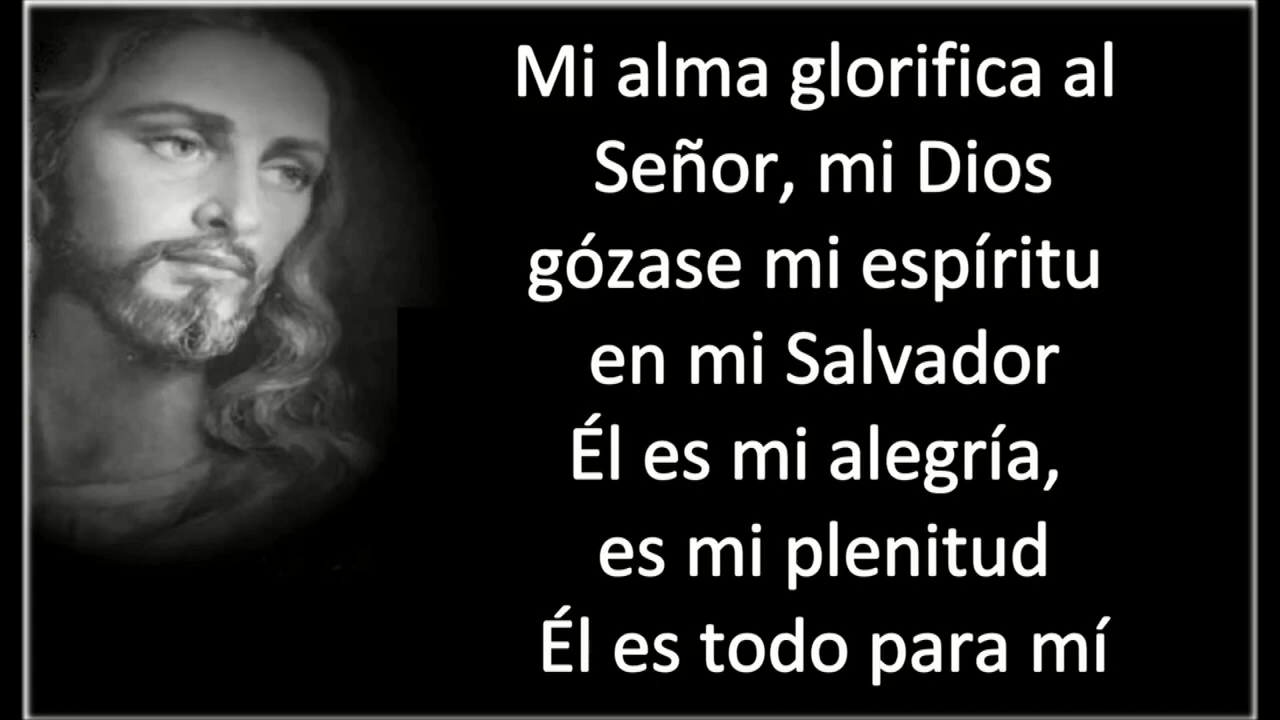 Mi alma glorifica al
Señor, mi Dios
gózase mi espíritu
en mi Salvador
Él es mi alegría,
es mi plenitud
Él es todo para mí